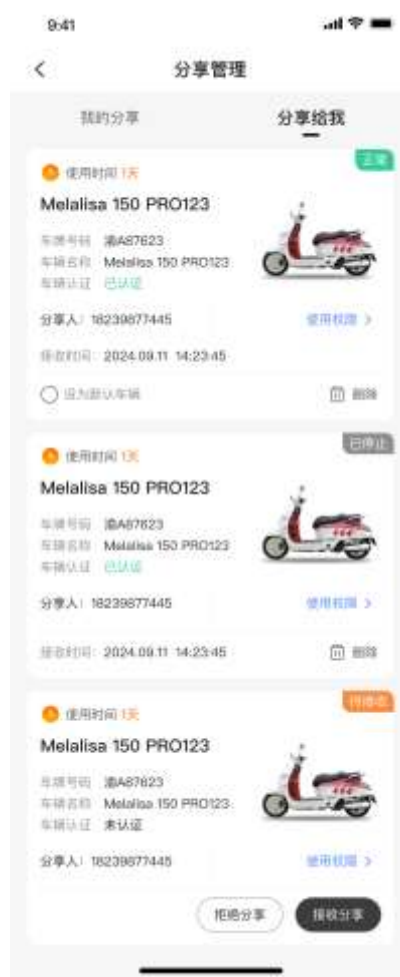 9:41
分享管理
我的分享 分享给我
正常
使用时间 1天
Melalisa 150 PRO123
车牌号码 渝A87623
车辆名称 Melalisa 150 PRO123
车辆认证 已认证
分享人: 18239877445 使用权限 >
接收时间: 2024.09.11 14:23:45
设为默认车辆 删除
已停止
使用时间 1天
Melalisa 150 PRO123
车牌号码 渝A87623
车辆名称 Melalisa 150 PRO123
车辆认证 已认证
分享人: 18239877445 使用权限 >
接收时间: 2024.09.11 14:23:45 删除
待接收
使用时间 1天
Melalisa 150 PRO123
车牌号码 渝A87623
车辆名称 Melalisa 150 PRO123
车辆认证 未认证
分享人: 18239877445 使用权限 >
拒绝分享 接收分享